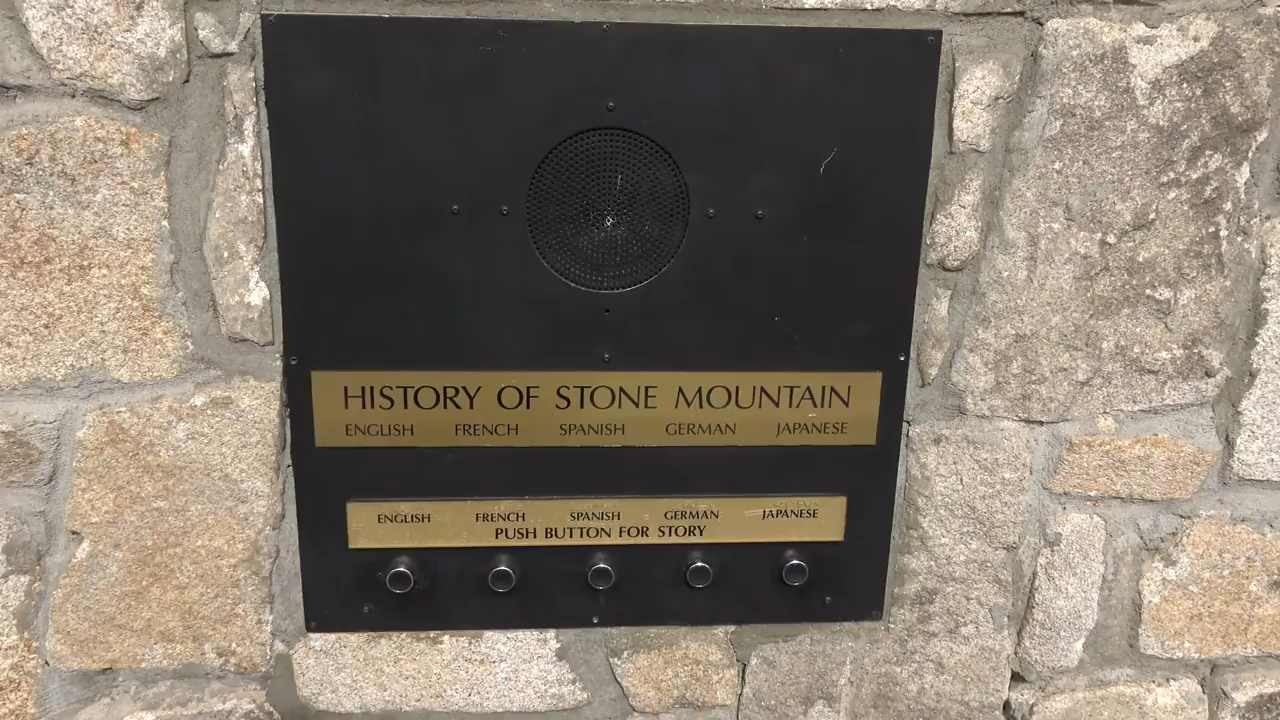 HISTORY OF STONE MOUNTAIN
ENGLISH FRENCH SPANISH GERMAN JAPANESE
ENGLISH FRENCH SPANISH GERMAN JAPANESE
PUSH BUTTON FOR STORY